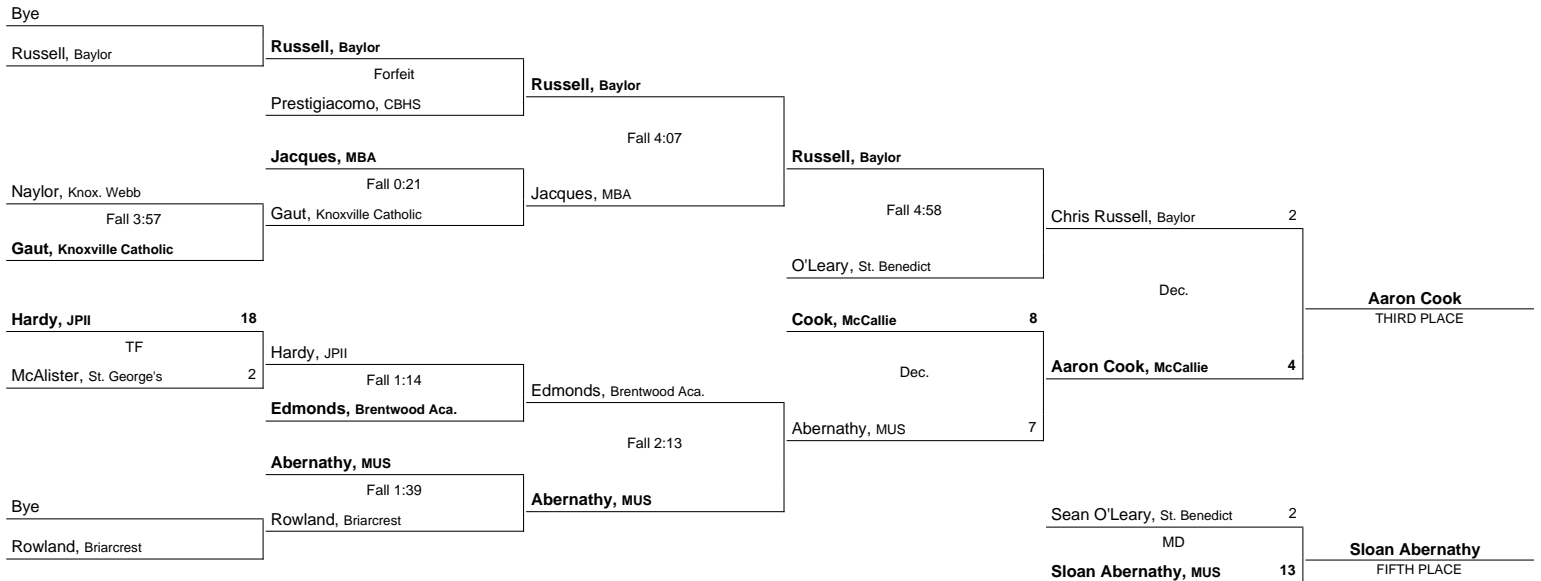 Bye
Russell, Baylor
Naylor, Knox. Webb
Fall 3:57
Gaut, Knoxville Catholic
Hardy, JPII 18
TF
McAlister, St. George's 2
Bye
Rowland, Briarcrest
Russell, Baylor
Forfeit
Prestigiacomo, CBHS
Jacques, MBA
Fall 0:21
Gaut, Knoxville Catholic
Hardy, JPII
Fall 1:14
Edmonds, Brentwood Aca.
Abernathy, MUS
Fall 1:39
Rowland, Briarcrest
Russell, Baylor
Fall 4:07
Jacques, MBA
Edmonds, Brentwood Aca.
Fall 2:13
Abernathy, MUS
Russell, Baylor
Fall 4:58
O'Leary, St. Benedict
Cook, McCallie 8
Dec.
Abernathy, MUS 7
Chris Russell, Baylor 2
Dec.
Aaron Cook, McCallie 4
Aaron Cook
THIRD PLACE
Sean O'Leary, St. Benedict 2
MD
Sloan Abernathy, MUS 13
Sloan Abernathy
FIFTH PLACE